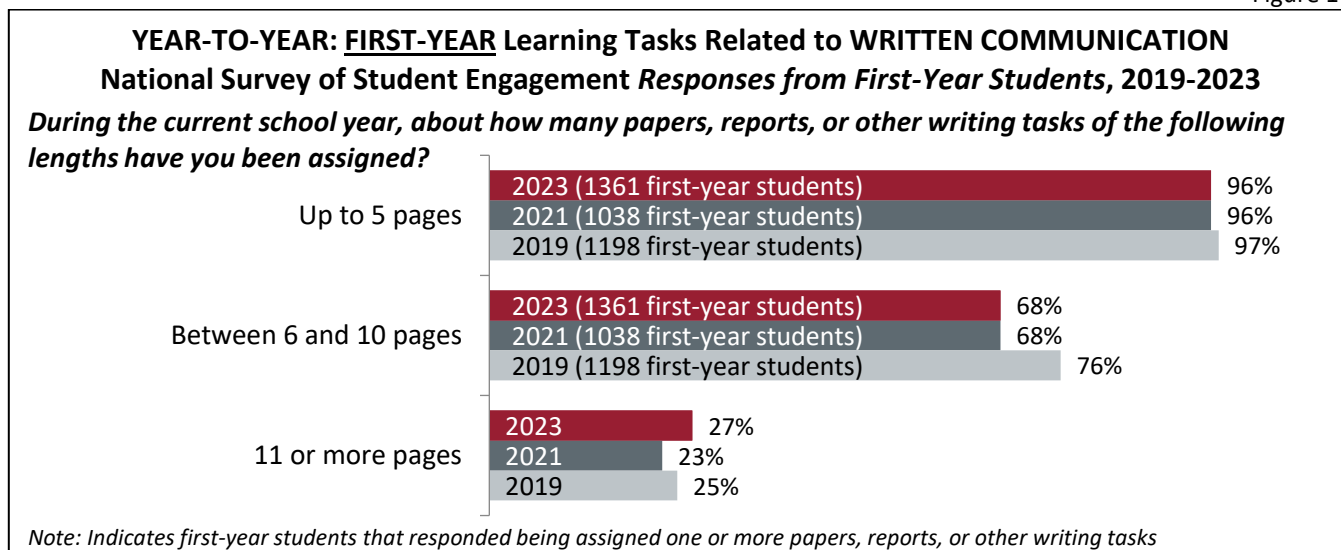 Figure 1
YEAR-TO-YEAR: FIRST-YEAR Learning Tasks Related to WRITTEN COMMUNICATION
National Survey of Student Engagement Responses from First-Year Students, 2019-2023
During the current school year, about how many papers, reports, or other writing tasks of the following
lengths have you been assigned?
2023 (1361 first-year students) 96%
Up to 5 pages 2021 (1038 first-year students) 96%
2019 (1198 first-year students) 97%
2023 (1361 first-year students) 68%
Between 6 and 10 pages 2021 (1038 first-year students) 68%
2019 (1198 first-year students) 76%
2023 27%
11 or more pages 2021 23%
2019 25%
Note: Indicates first-year students that responded being assigned one or more papers, reports, or other writing tasks